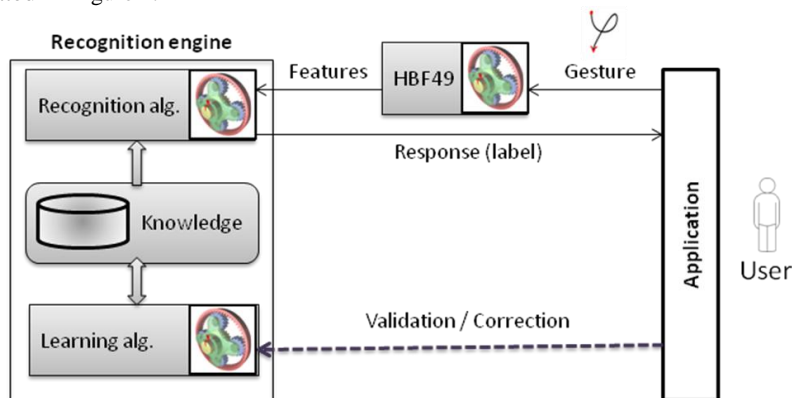 Recognition engine
Features
HBF49
Gesture
Recognition alg.
Response (label)
Knowledge
Application
User
Validation / Correction
Learning alg.